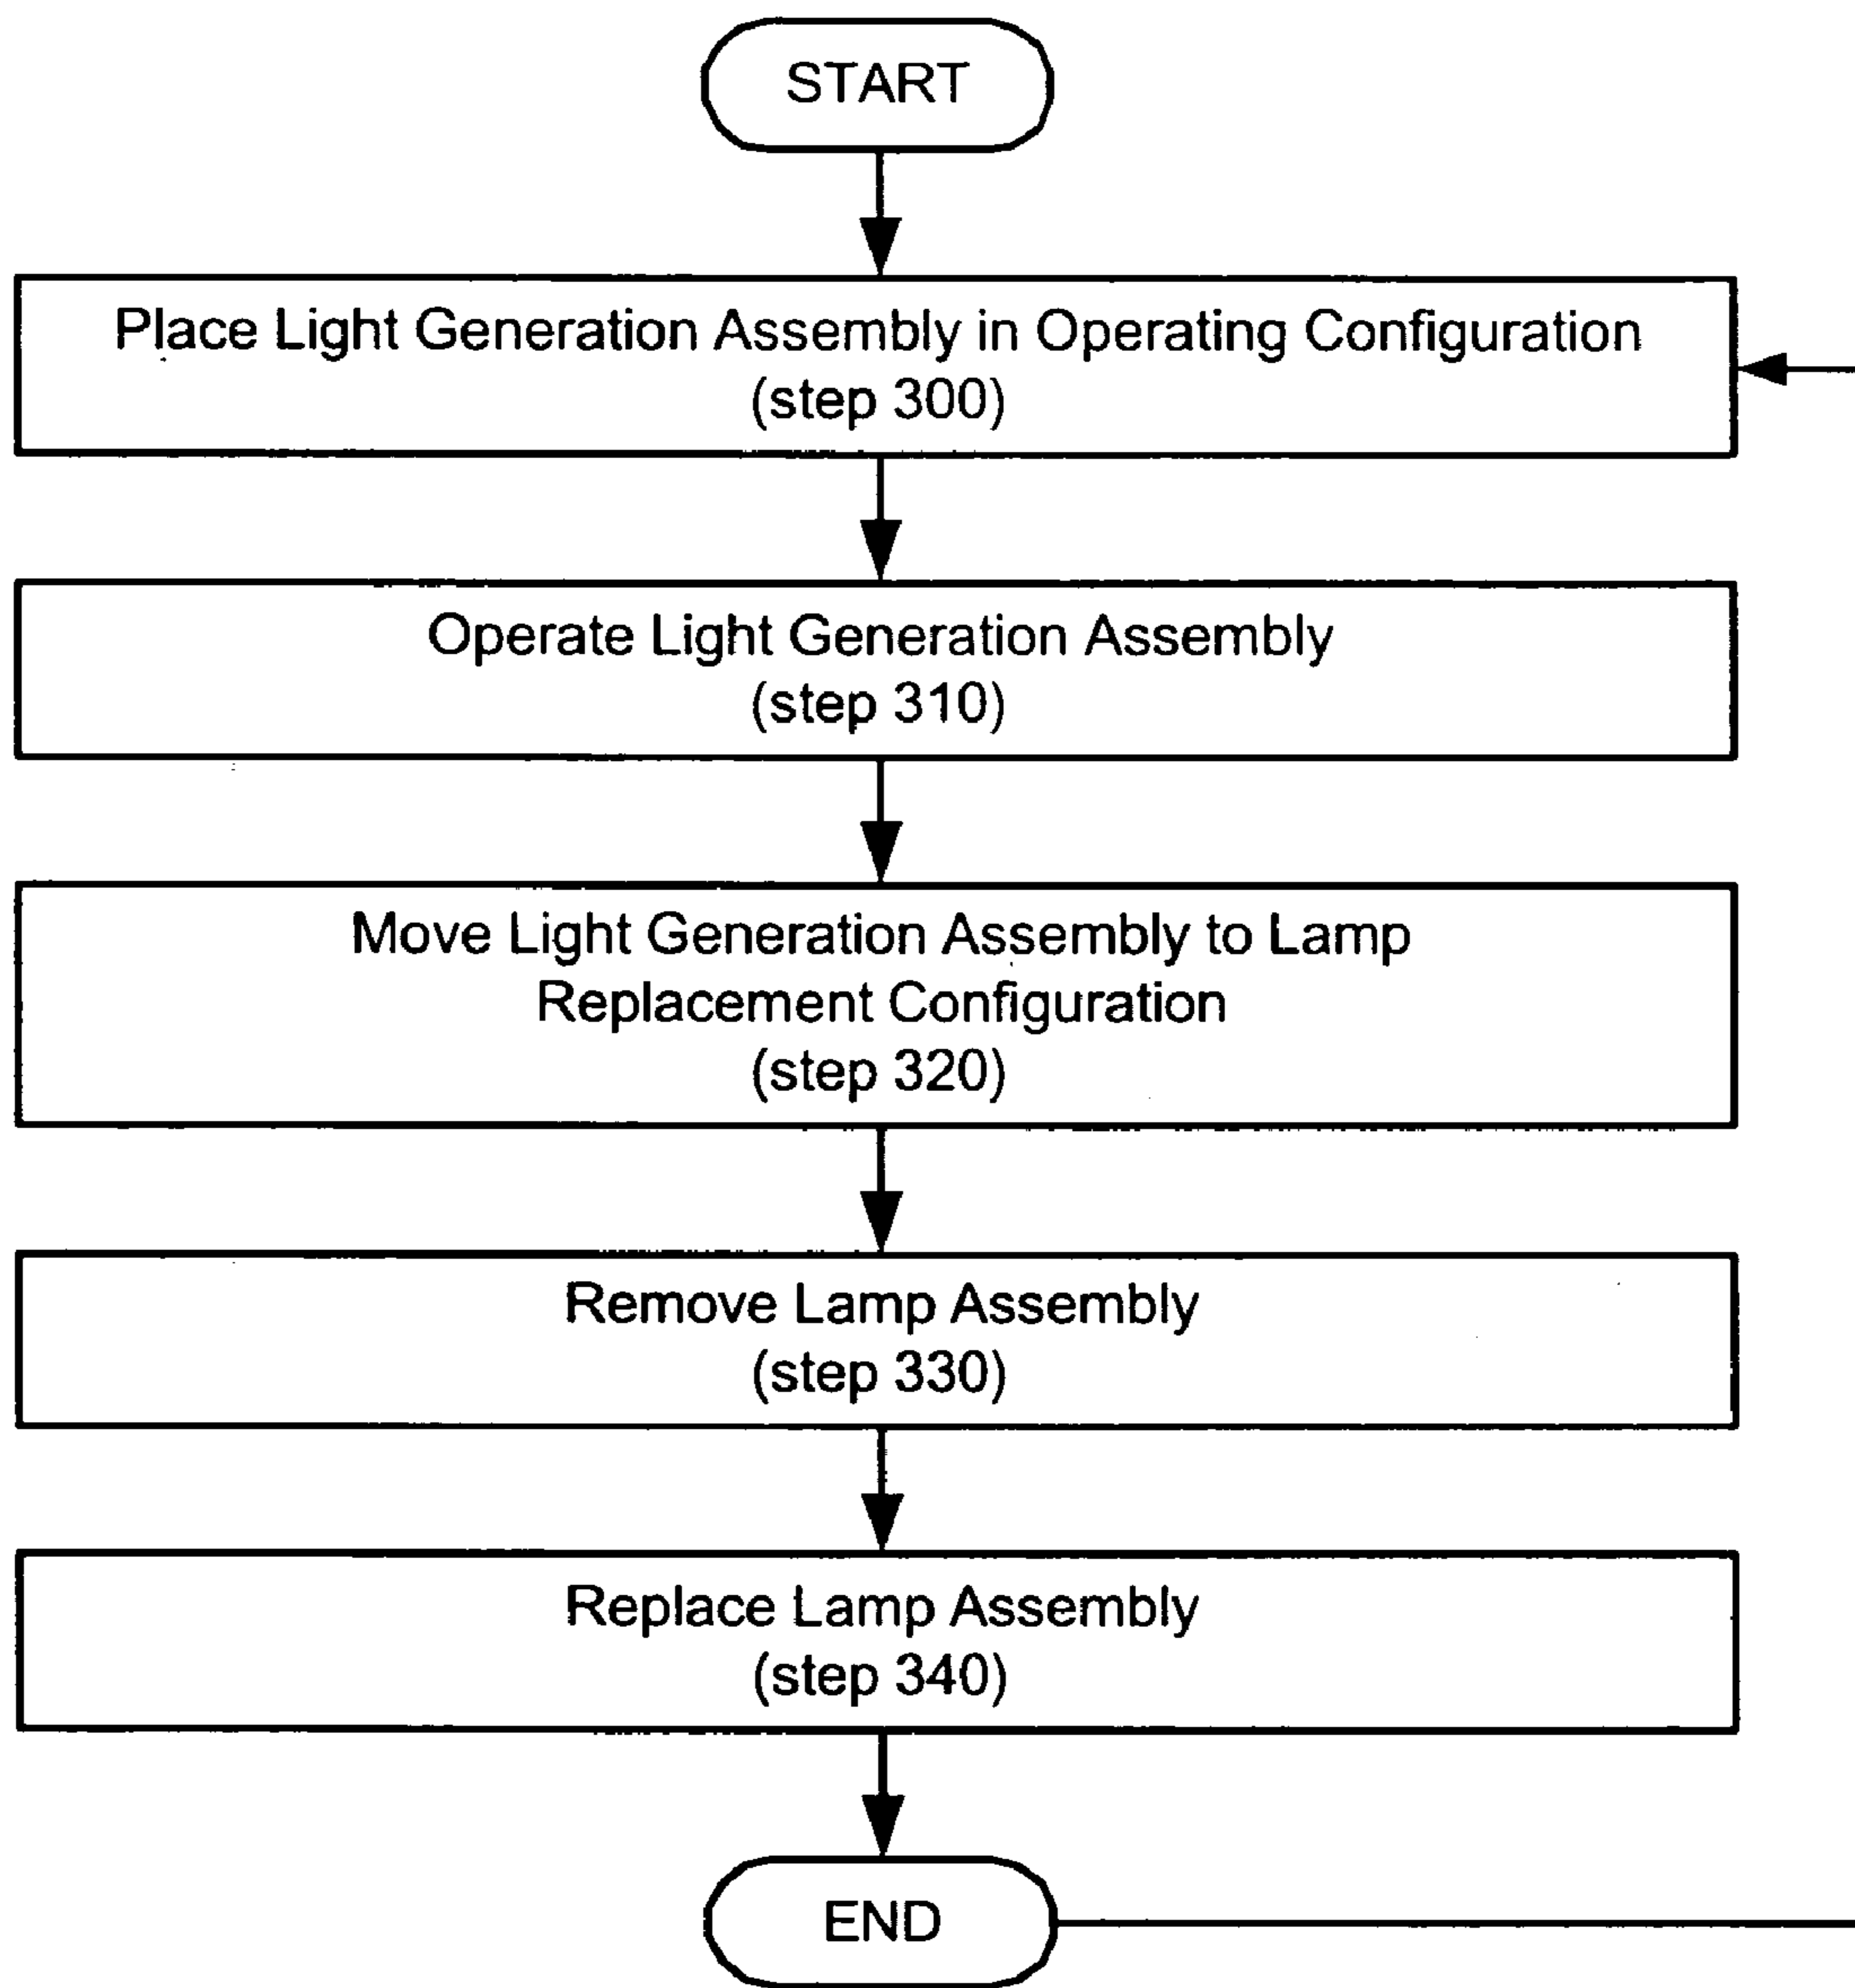 START
Place Light Generation Assembly in Operating Configuration
(step 300)
Operate Light Generation Assembly
(step 310)
Move Light Generation Assembly to Lamp
Replacement Configuration
(step 320)
Remove Lamp Assembly
(step 330)
Replace Lamp Assembly
(step 340)
END